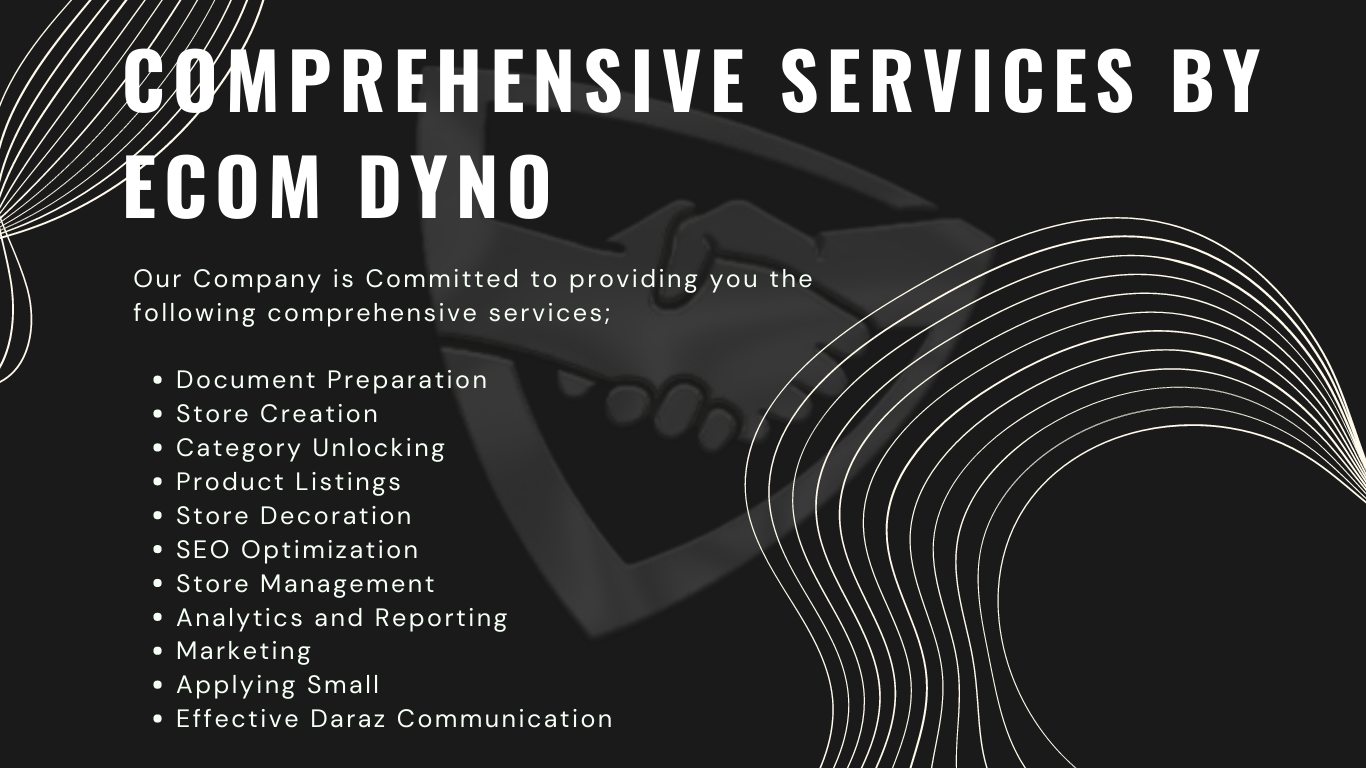 COMPREHENSIVE SERVICES BY
ECOM DYNO
Our Company is Committed to providing you the
following comprehensive services;
• Document Preparation
• Store Creation
• Category Unlocking
• Product Listings
• Store Decoration
• SEO Optimization
• Store Management
• Analytics and Reporting
• Marketing
• Applying Small
• Effective Daraz Communication